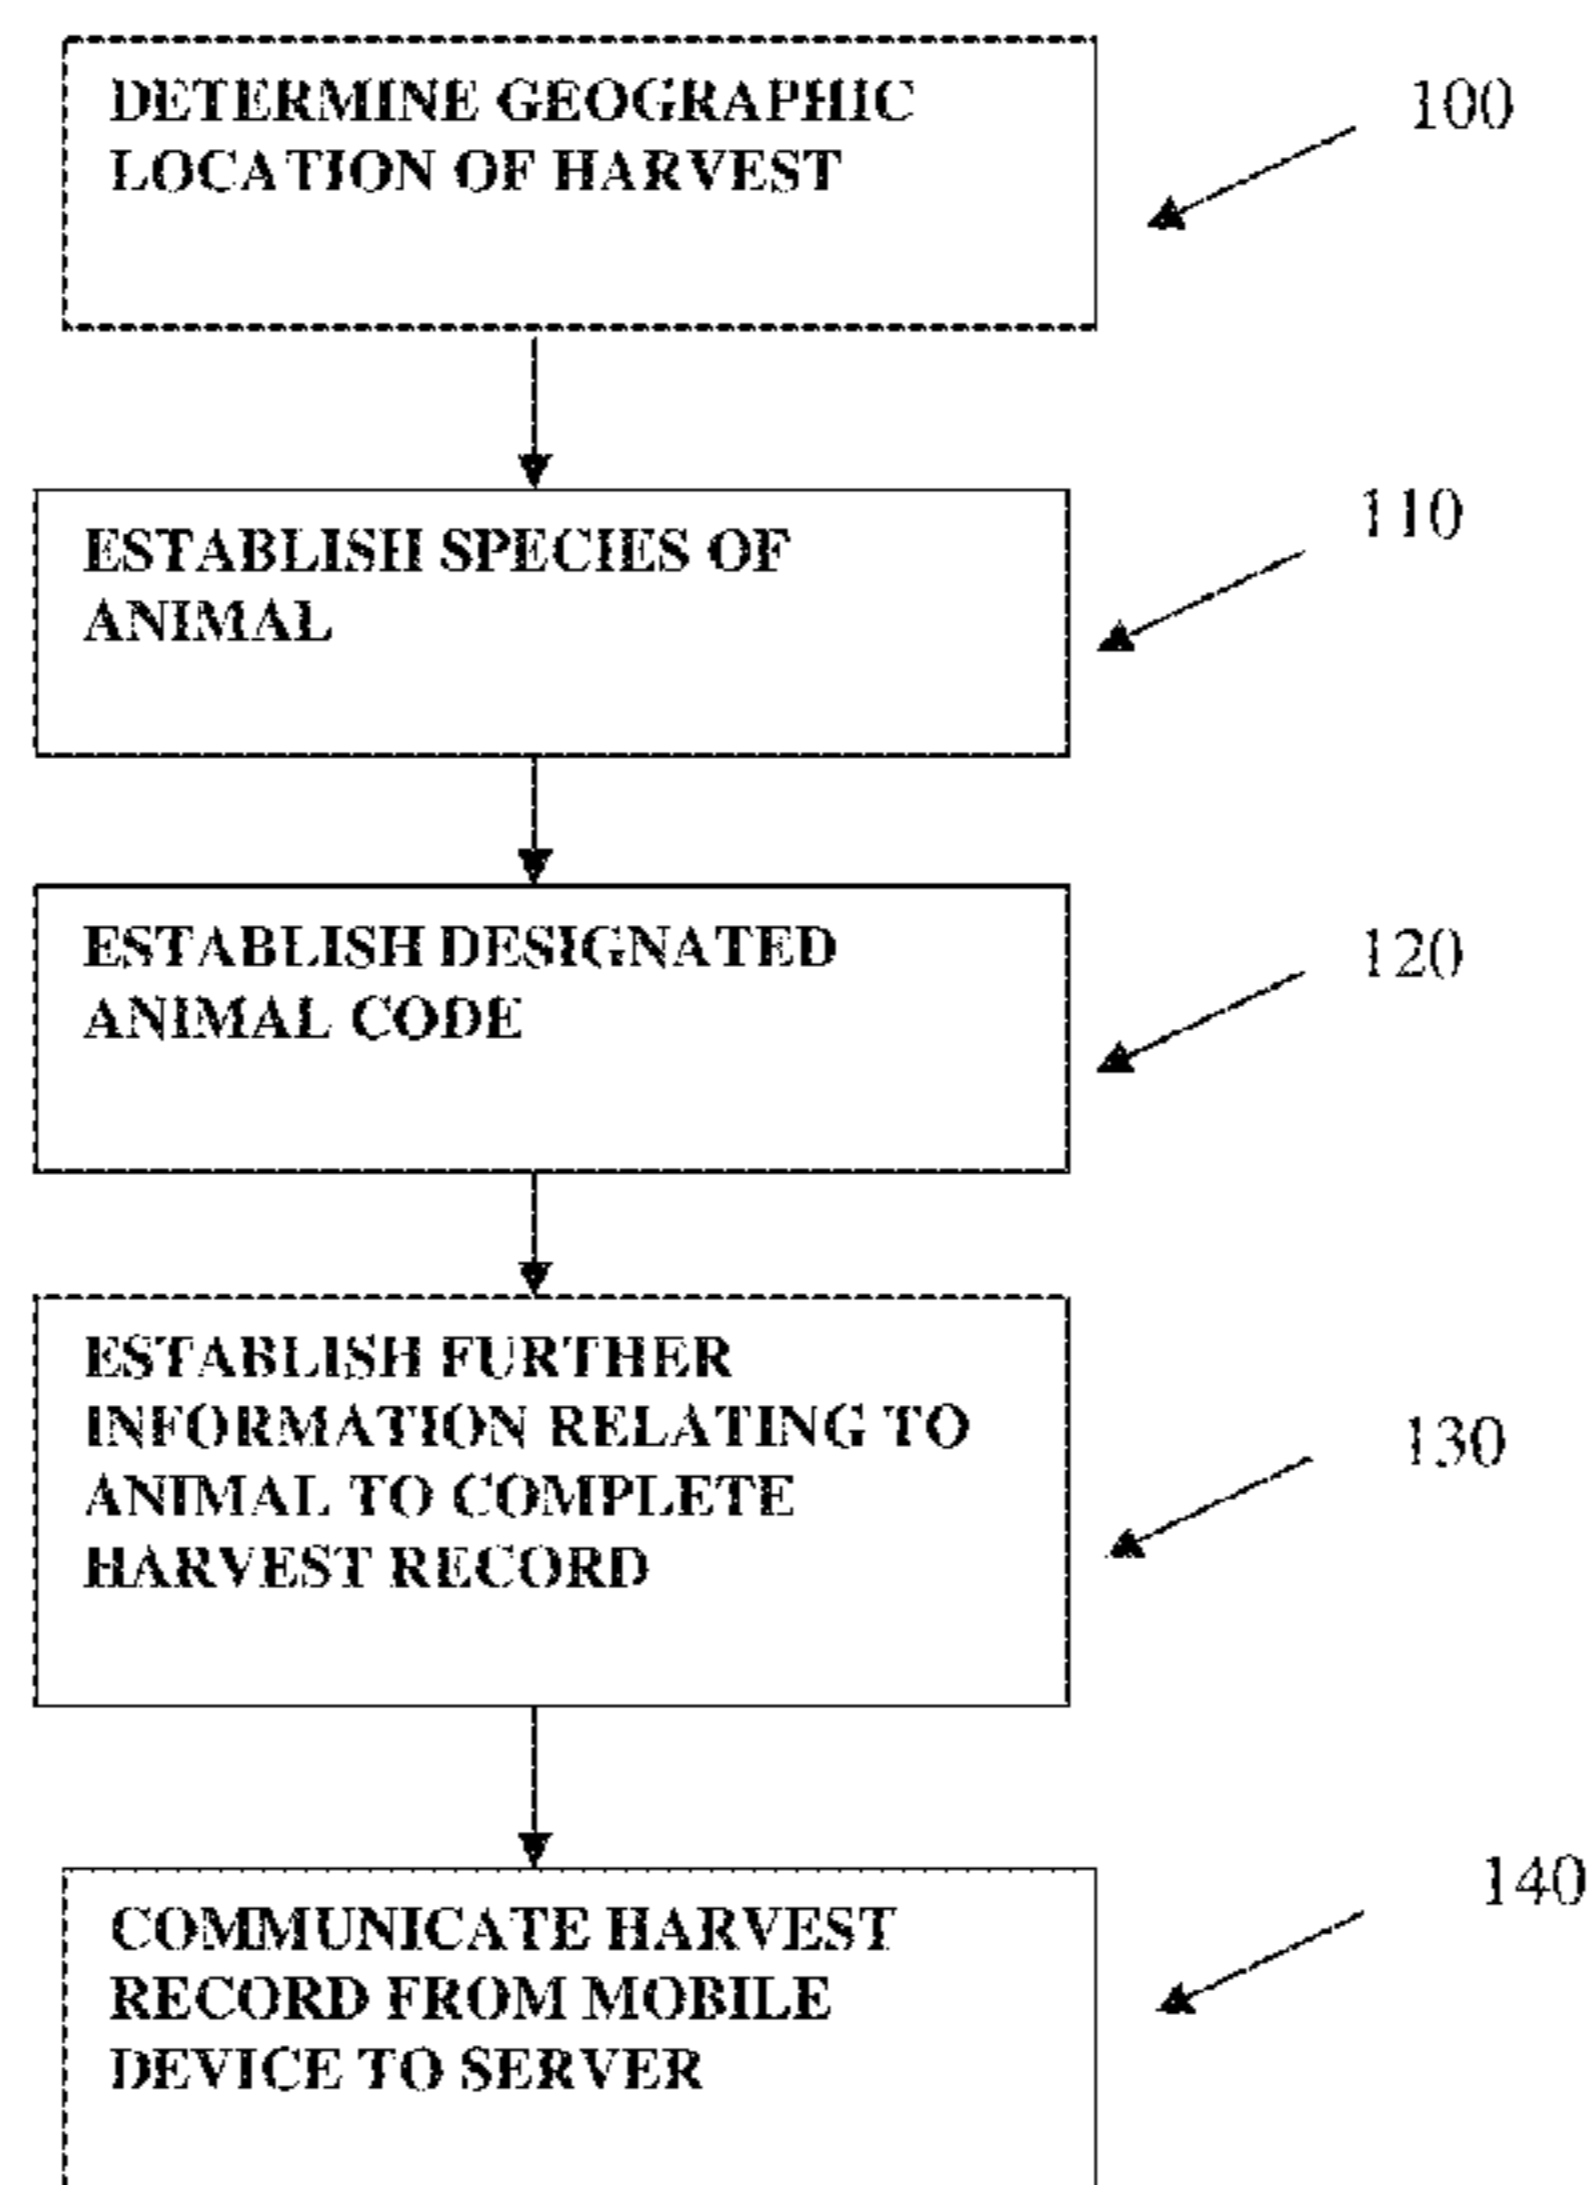 DETERMINE GEOGRAPHIC
LOCATION OF HARVEST
100
ESTABLISH SPECIES OF
ANIMAL
110
ESTABLISH DESIGNATED
ANIMAL CODE
120
ESTABLISH FURTHER
INFORMATION RELATING TO
ANIMAL TO COMPLETE
HARVEST RECORD
130
COMMUNICATE HARVEST
RECORD FROM MOBILE
DEVICE TO SERVER
140